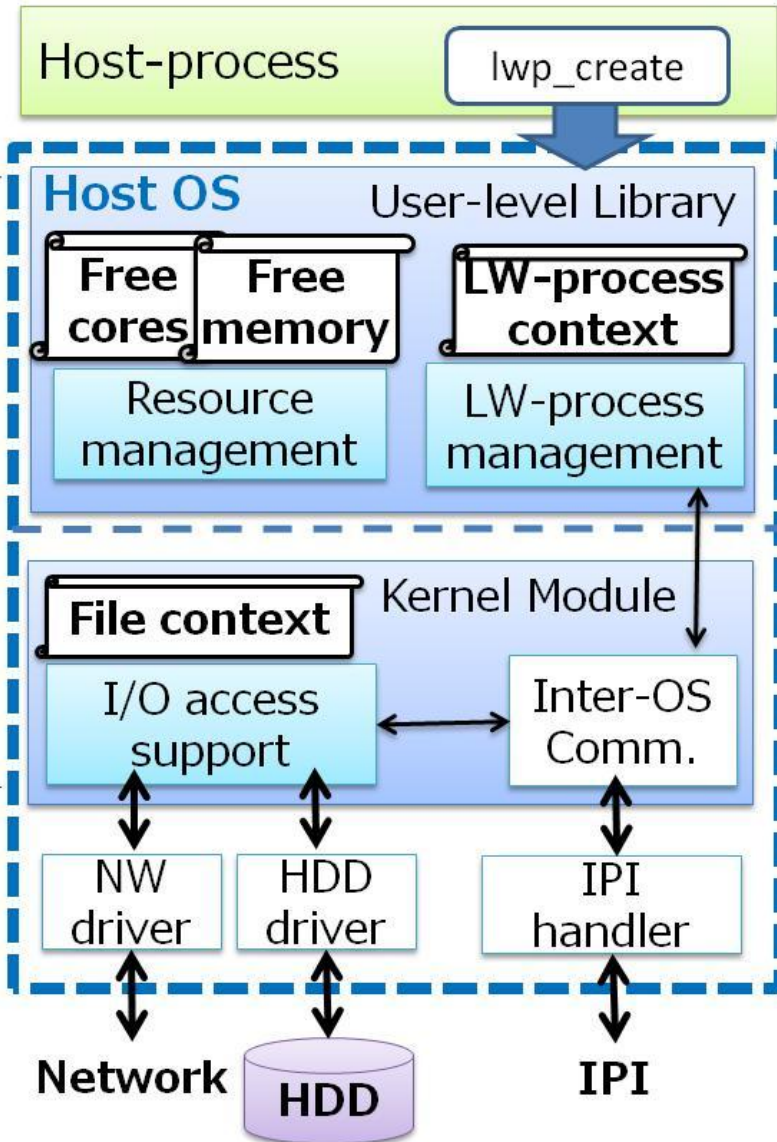 Host-process
lwp_create
Host OS
User-level Library
Free
cores
Free
memory
LW-process
context
Resource
management
LW-process
management
File context
Kernel Module
I/O access
support
Inter-OS
Comm.
NW
driver
HDD
driver
IPI
handler
Network
HDD
IPI